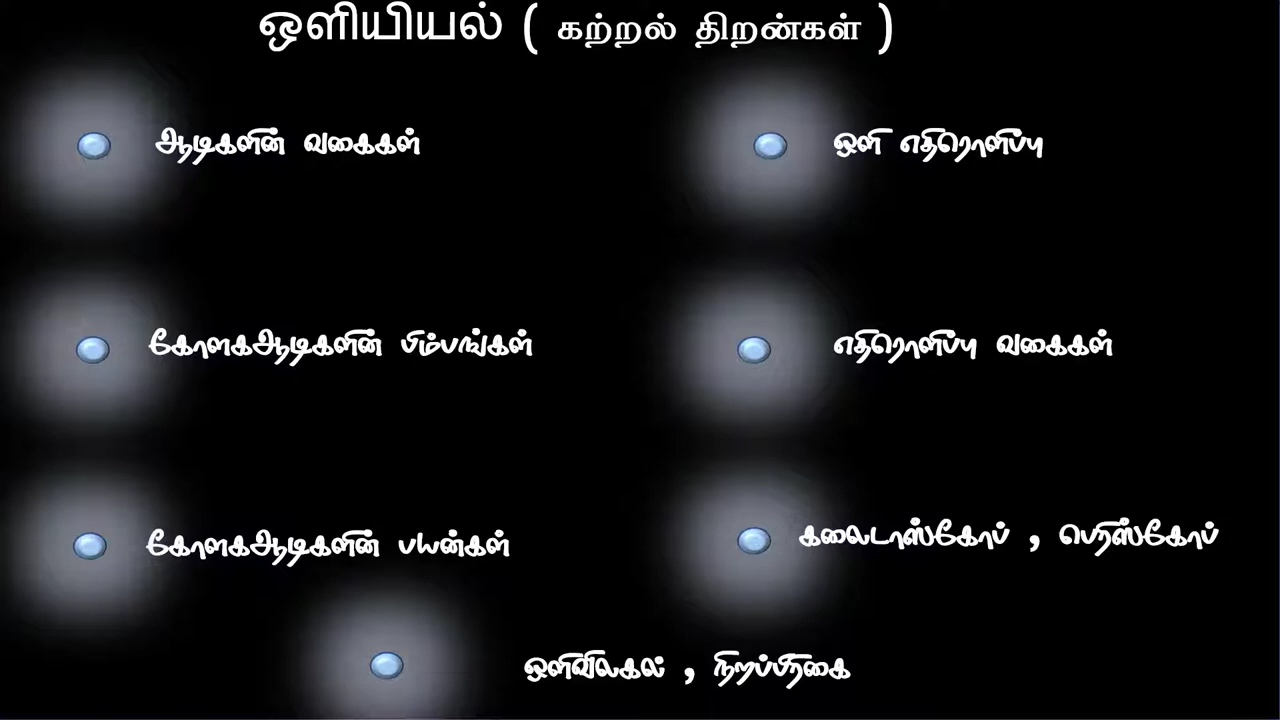 ஒளியியல் ( கற்றல் திறன்கள் )
ஆடிகளின் வகைகள்
ஒளி எதிரொளிப்பு
கோளகஆடிகளின் பிம்பங்கள்
எதிரொளிப்பு வகைகள்
கோளகஆடிகளின் பயன்கள்
கலைடாஸ்கோப் , பெரிஸ்கோப்
ஒளிவிலகல் , நிறப்பிரிகை